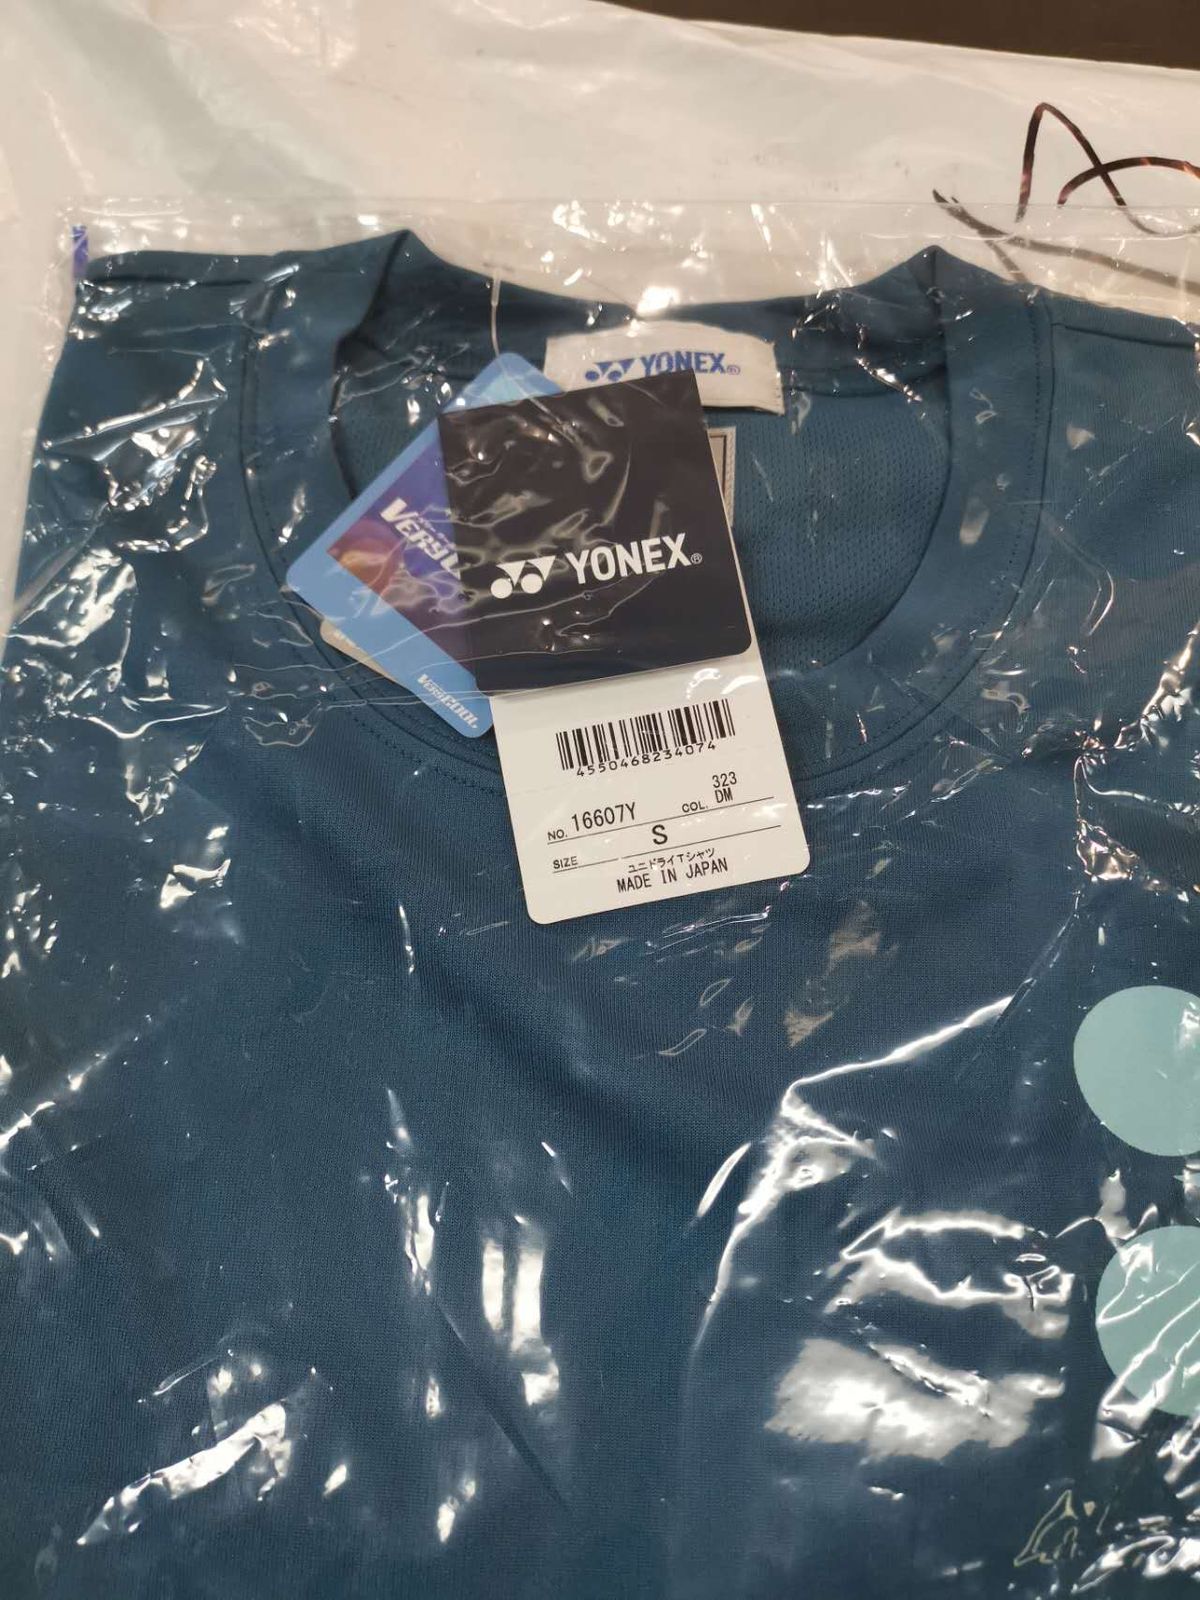 YONEX®
YONEX®
VERYCOOL
4550468234074
323
NO. 16607Y COL. DM
SIZE S
ユニドライTシャツ
MADE IN JAPAN